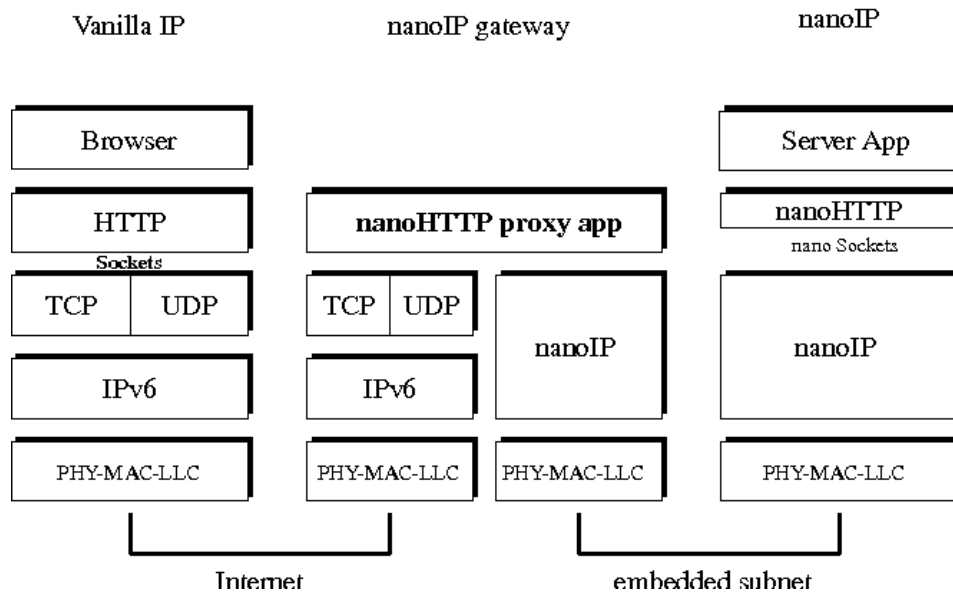 Vanilla IP
nanoIP gateway
nanoIP
Browser
Server App
HTTP
nanoHTTP proxy app
nanoHTTP
Sockets
nano Sockets
TCP
UDP
TCP
UDP
nanoIP
nanoIP
IPv6
IPv6
PHY-MAC-LLC
PHY-MAC-LLC
PHY-MAC-LLC
PHY-MAC-LLC
Internet
embedded subnet